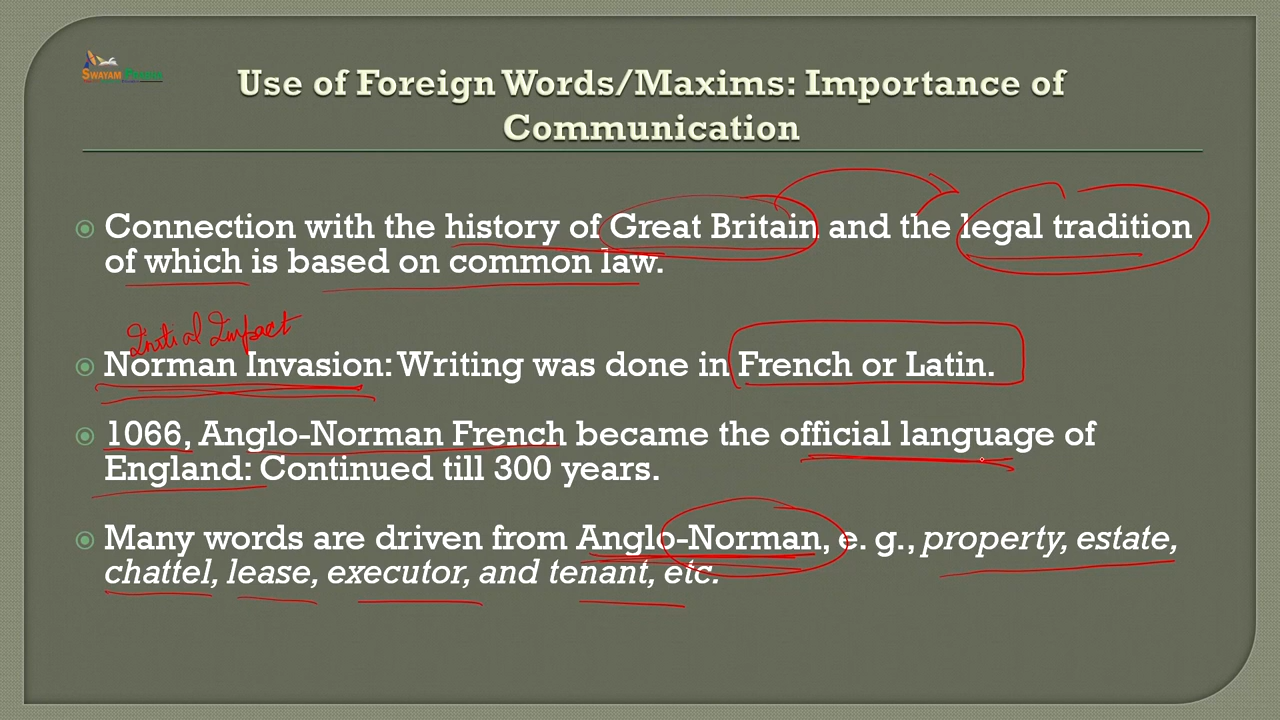 SWAYAM PRABHA
Use of Foreign Words/Maxims: Importance of
Communication
Connection with the history of Great Britain and the legal tradition
of which is based on common law.
Initial Impact
Norman Invasion: Writing was done in French or Latin.
1066, Anglo-Norman French became the official language of
England: Continued till 300 years.
Many words are driven from Anglo-Norman, e. g., property, estate,
chattel, lease, executor, and tenant, etc.